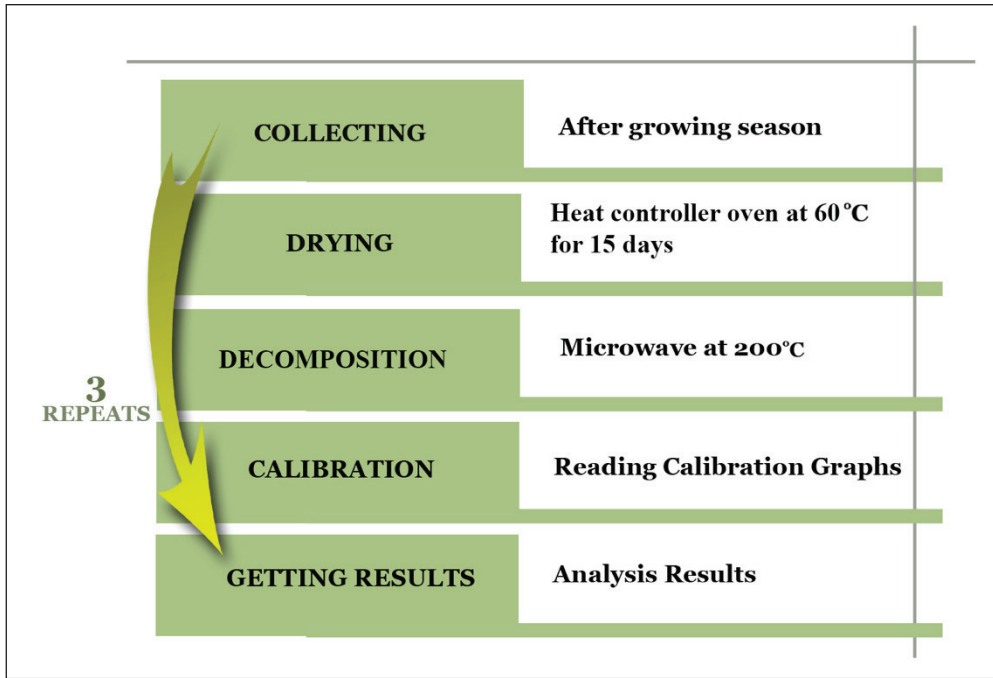 COLLECTING
After growing season
DRYING
Heat controller oven at 60°C
for 15 days
DECOMPOSITION
Microwave at 200°C
3
REPEATS
CALIBRATION
Reading Calibration Graphs
GETTING RESULTS
Analysis Results